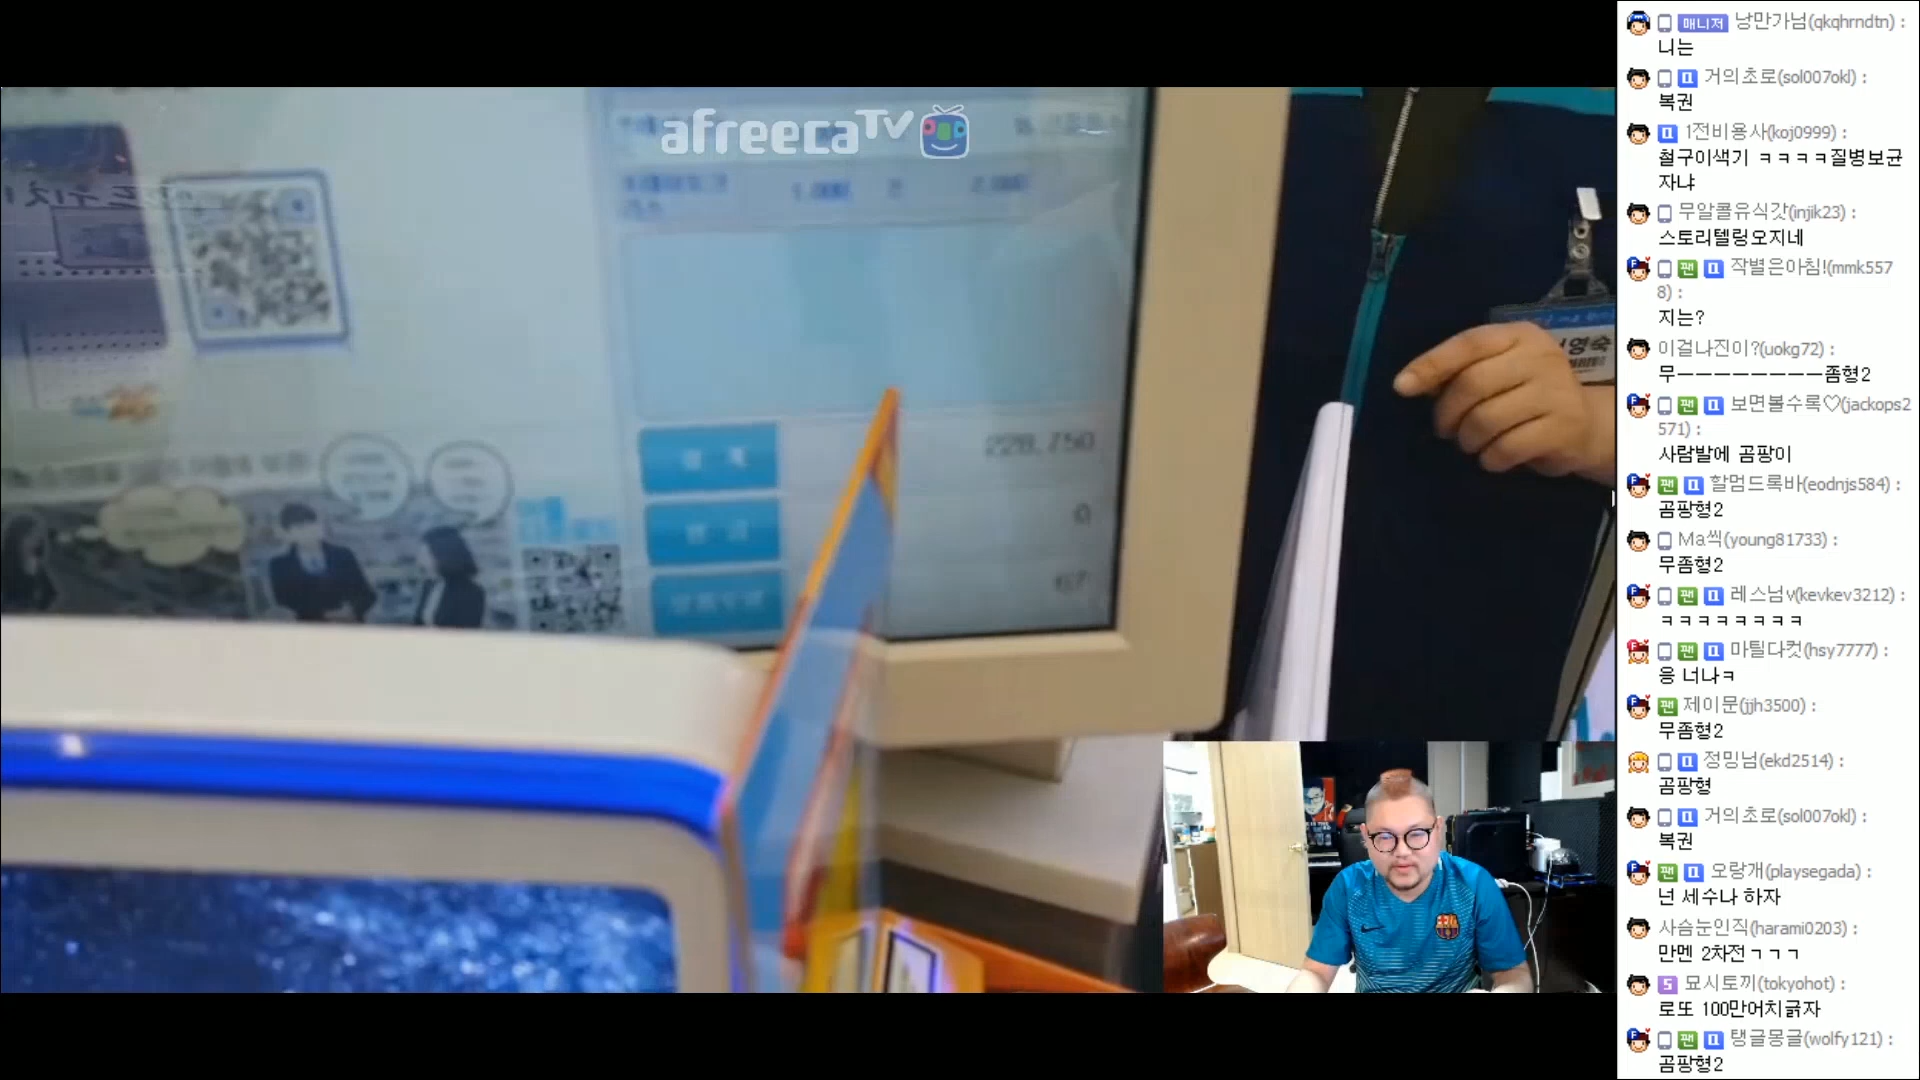 afreecaTV
228,750
0
67
영숙
매니저 낭만가넘(qkqhrndtn) :
니는
거의초로(sol007okl) :
복권
1전비용사(koj0999) :
철구이색기 ㅋㅋㅋㅋ질병보균
자냐
무알콜유식갓(injik23) :
스토리텔링오지네
팬 작별은아침!(mmk557
8) :
지는?
이걸나진이?(uokg72) :
무ㅡㅡㅡㅡㅡㅡㅡㅡ좀형2
팬 보면볼수록♡(jackops2
571) :
사람발에 곰팡이
팬 할멈드록바(eodnjs584) :
곰팡형2
Ma씩(young81733) :
무좀형2
팬 레스넘v(kevkev3212) :
ㅋㅋㅋㅋㅋㅋㅋㅋ
팬 마틸다컷(hsy7777) :
응 너나ㅋ
팬 제이문(jjh3500) :
무좀형2
정밍님(ekd2514) :
곰팡형
거의초로(sol007okl) :
복권
팬 오랑개(playsegada) :
넌 세수나 하자
사슴눈인직(harami0203) :
만멘 2차전ㄱㄱㄱ
S 묘시토끼(tokyohot) :
로또 100만어치긁자
팬 탱글몽글(wolfy121) :
곰팡형2